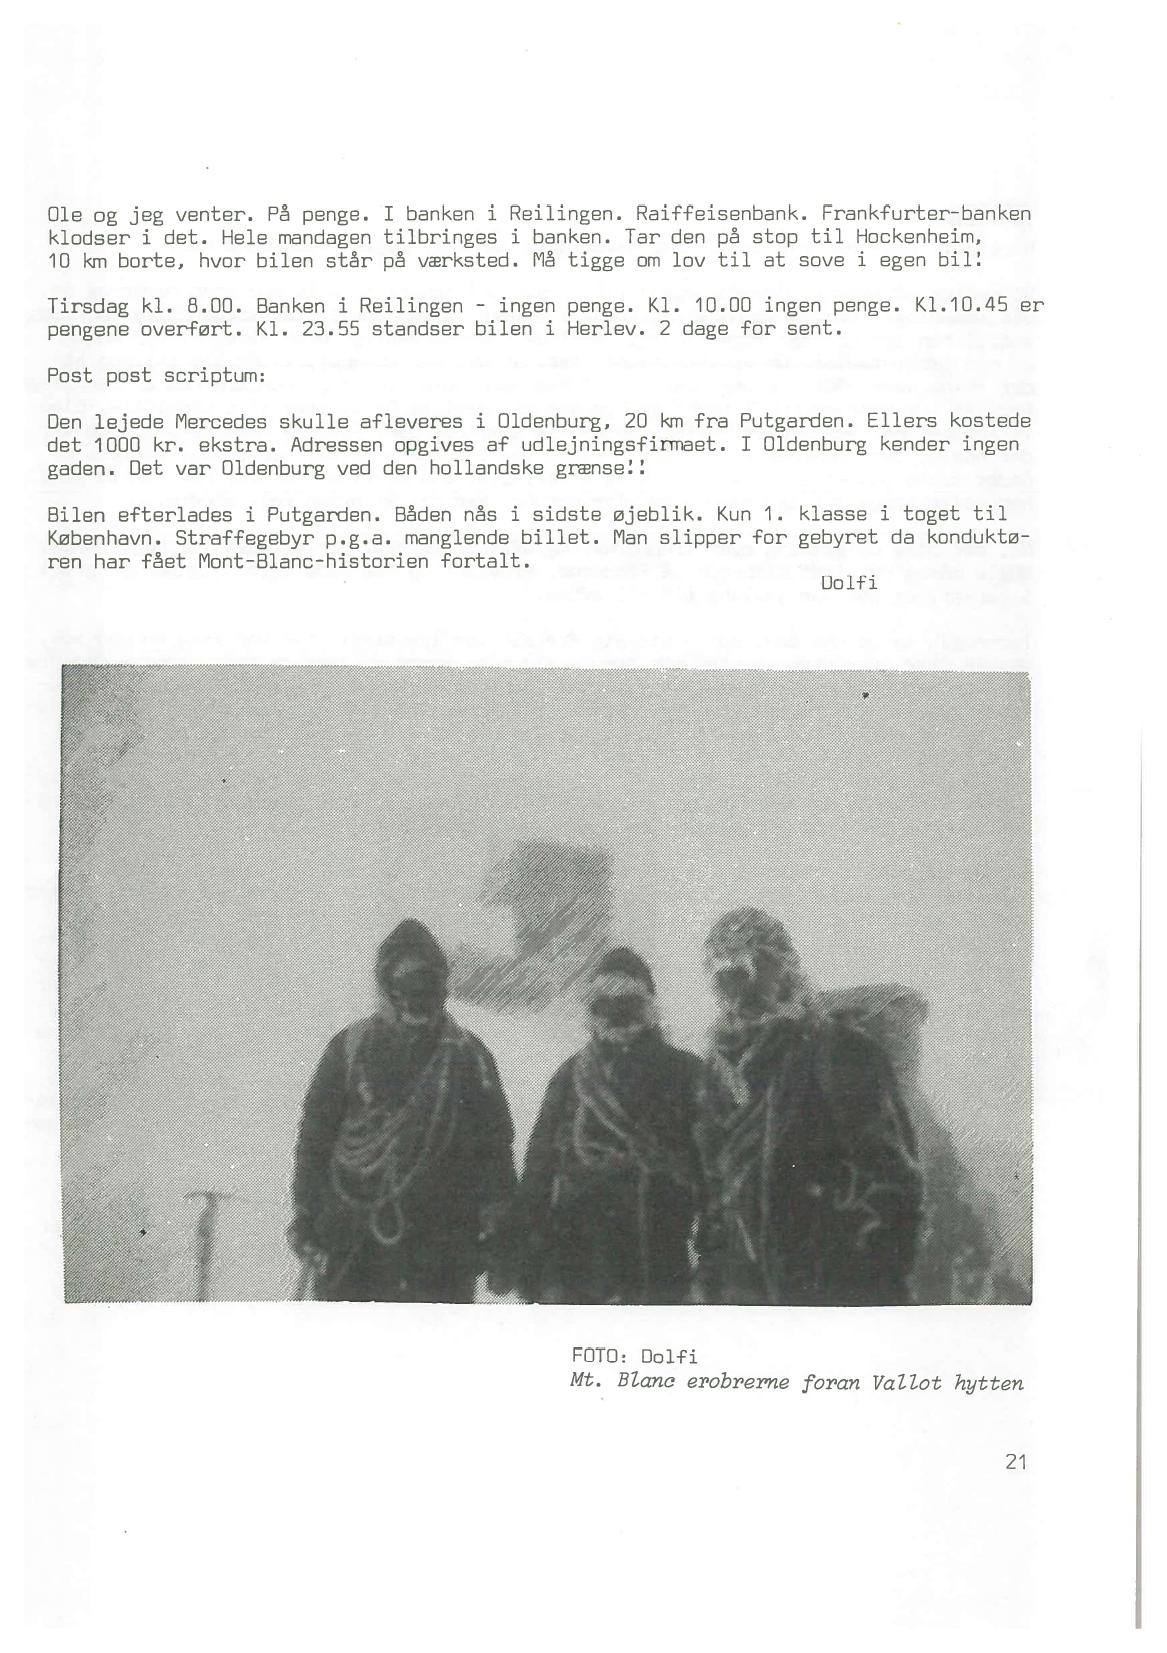 Ole og jeg venter. På penge. I banken i Reilingen. Raiffeisenbank. Frankfurter-banken
klodser i det. Hele mandagen tilbringes i banken. Tar den på stop til Hockenheim,
10 km borte, hvor bilen står på værksted. Må tigge om lov til at sove i egen bil!
Tirsdag kl. 8.00. Banken i Reilingen - ingen penge. Kl. 10.00 ingen penge. Kl.10.45 er
pengene overført. Kl. 23.55 standser bilen i Herlev. 2 dage for sent.
Post post scriptum:
Den lejede Mercedes skulle afleveres i Oldenburg, 20 km fra Putgarden. Ellers kostede
det 1000 kr. ekstra. Adressen opgives af udlejningsfirmaet. I Oldenburg kender ingen
gaden. Det var Oldenburg ved den hollandske grænse!!
Bilen efterlades i Putgarden. Båden nås i sidste øjeblik. Kun 1. klasse i toget til
København. Straffegebyr p.g.a. manglende billet. Man slipper for gebyret da konduktø-
ren har fået Mont-Blanc-historien fortalt.
Dolfi
FOTO: Dolfi
Mt. Blanc erobrerne foran Vallot hytten
21